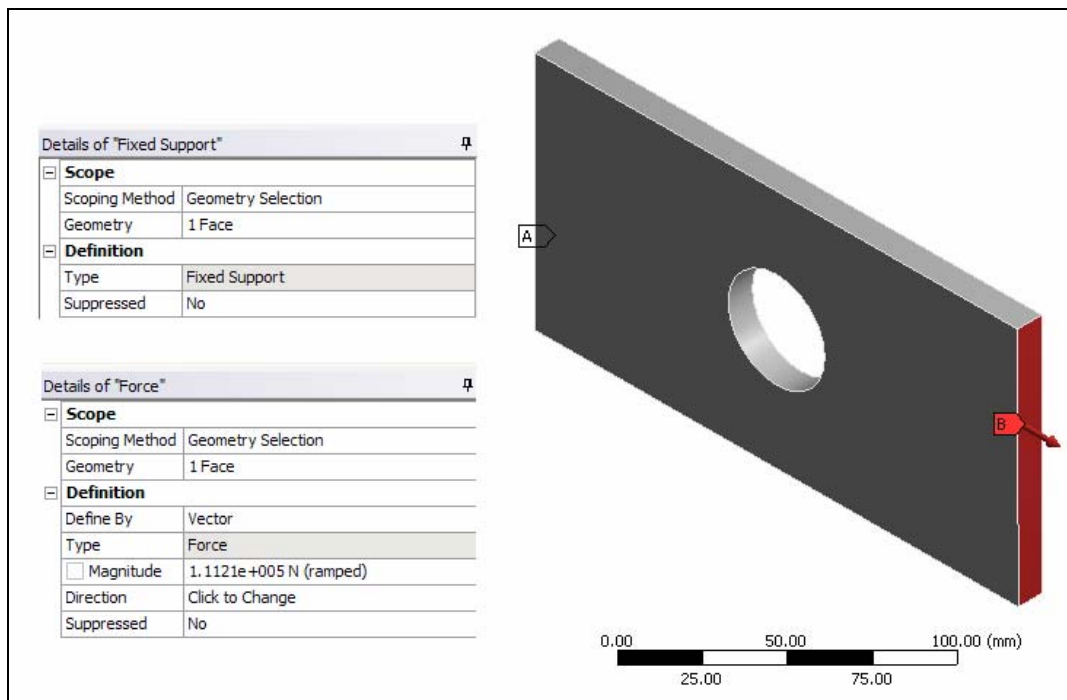 Details of "Fixed Support"
Scope
Scoping Method Geometry Selection
Geometry 1 Face
Definition
Type Fixed Support
Suppressed No
Details of "Force"
Scope
Scoping Method Geometry Selection
Geometry 1 Face
Definition
Define By Vector
Type Force
Magnitude 1.1121e+005 N (ramped)
Direction Click to Change
Suppressed No
A
B
0.00 50.00 100.00 (mm)
25.00 75.00